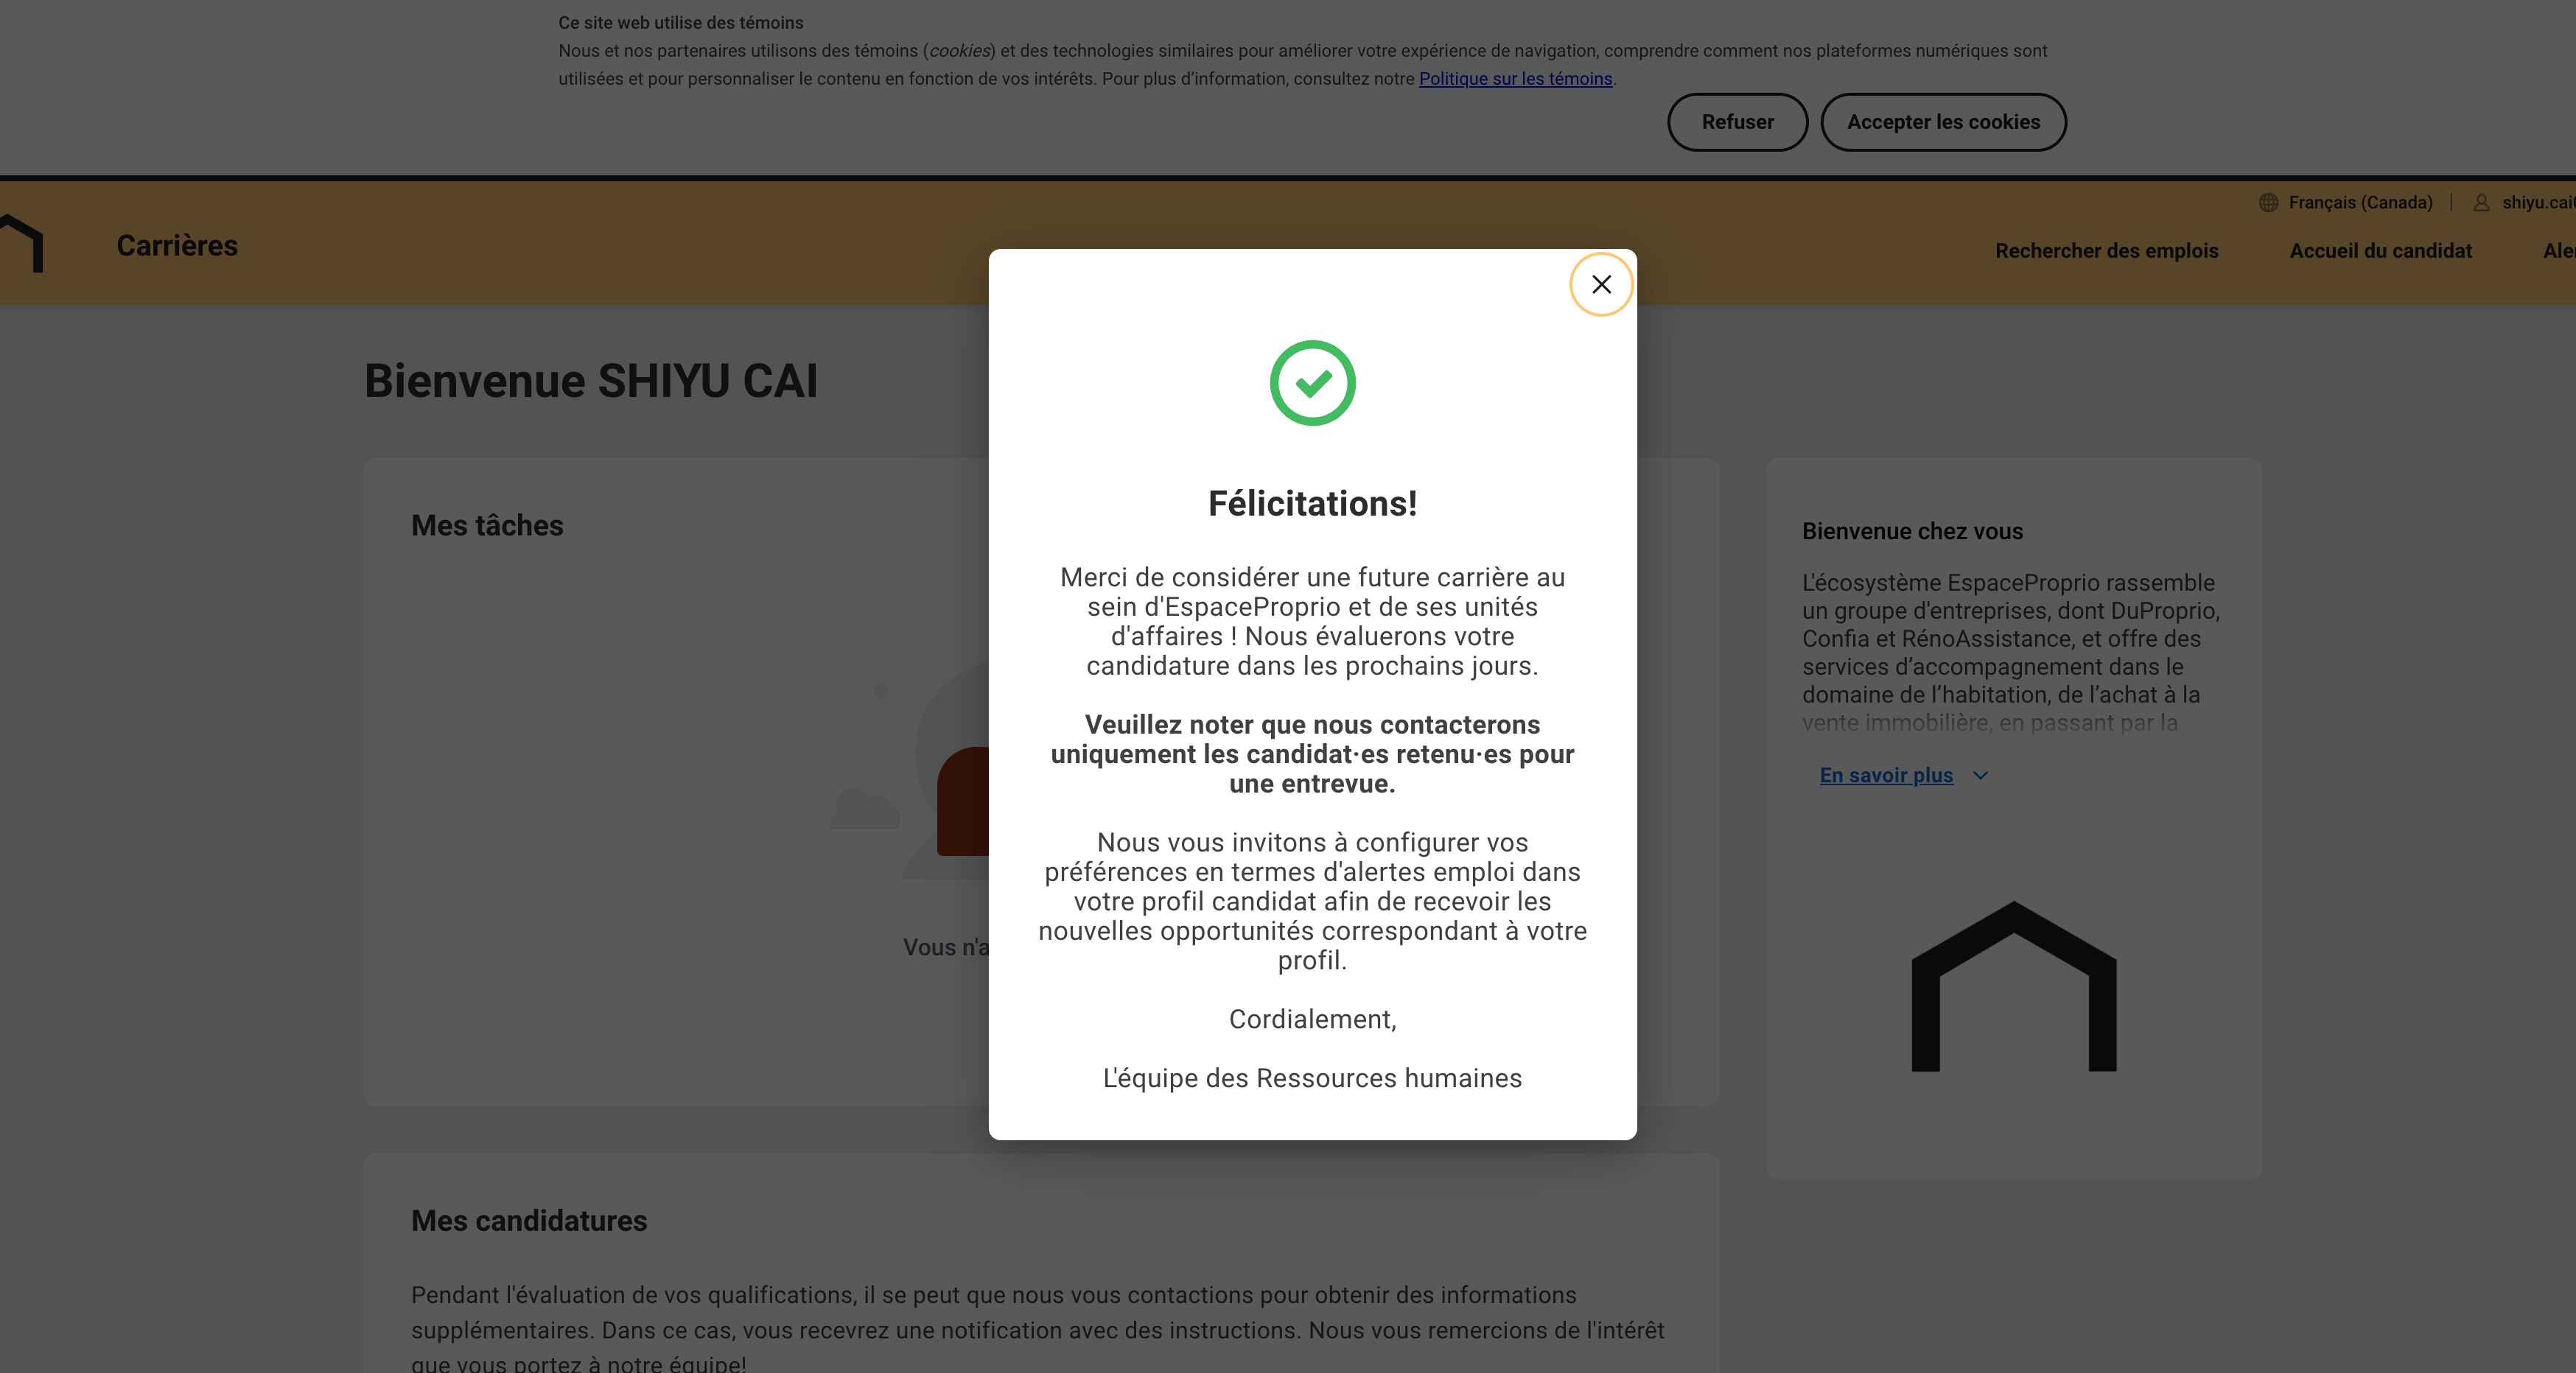 Ce site web utilise des témoins
Nous et nos partenaires utilisons des témoins (cookies) et des technologies similaires pour améliorer votre expérience de navigation, comprendre comment nos plateformes numériques sont
utilisées et pour personnaliser le contenu en fonction de vos intérêts. Pour plus d’information, consultez notre Politique sur les témoins.
Refuser
Accepter les cookies
Français (Canada)
shiyu.cai
Carrières
Rechercher des emplois
Accueil du candidat
Bienvenue SHIYU CAI
Mes tâches
Vous n'a
Félicitations!
Merci de considérer une future carrière au
sein d'EspaceProprio et de ses unités
d'affaires ! Nous évaluerons votre
candidature dans les prochains jours.
Veuillez noter que nous contacterons
uniquement les candidat·es retenu·es pour
une entrevue.
Nous vous invitons à configurer vos
préférences en termes d'alertes emploi dans
votre profil candidat afin de recevoir les
nouvelles opportunités correspondant à votre
profil.
Cordialement,
L'équipe des Ressources humaines
Bienvenue chez vous
L'écosystème EspaceProprio rassemble
un groupe d'entreprises, dont DuProprio,
Confia et RénoAssistance, et offre des
services d’accompagnement dans le
domaine de l’habitation, de l’achat à la
vente immobilière, en passant par la
En savoir plus
Mes candidatures
Pendant l'évaluation de vos qualifications, il se peut que nous vous contactions pour obtenir des informations
supplémentaires. Dans ce cas, vous recevrez une notification avec des instructions. Nous vous remercions de l'intérêt
que vous portez à notre équipe!